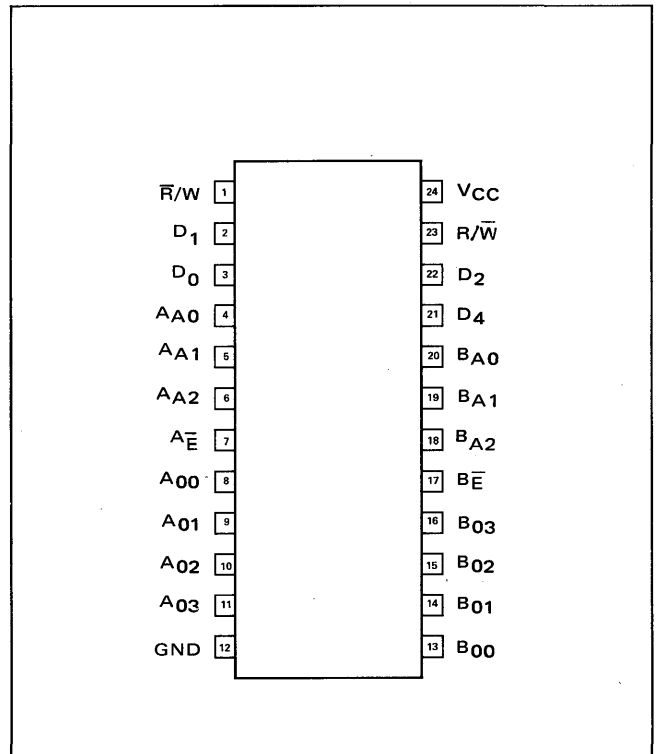 R̅/W 1
D1 2
D0 3
AA0 4
AA1 5
AA2 6
AE̅ 7
A00 8
A01 9
A02 10
A03 11
GND 12
24 VCC
23 R/W̅
22 D2
21 D4
20 BA0
19 BA1
18 BA2
17 BE̅
16 B03
15 B02
14 B01
13 B00